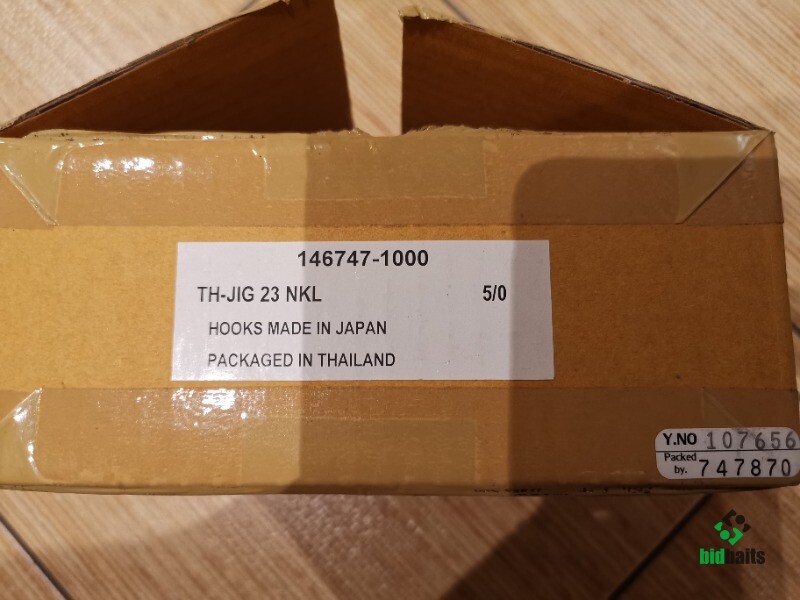 146747-1000
TH-JIG 23 NKL 5/0
HOOKS MADE IN JAPAN
PACKAGED IN THAILAND
Y.NO 107656
Packed by. 747870
bidbaits